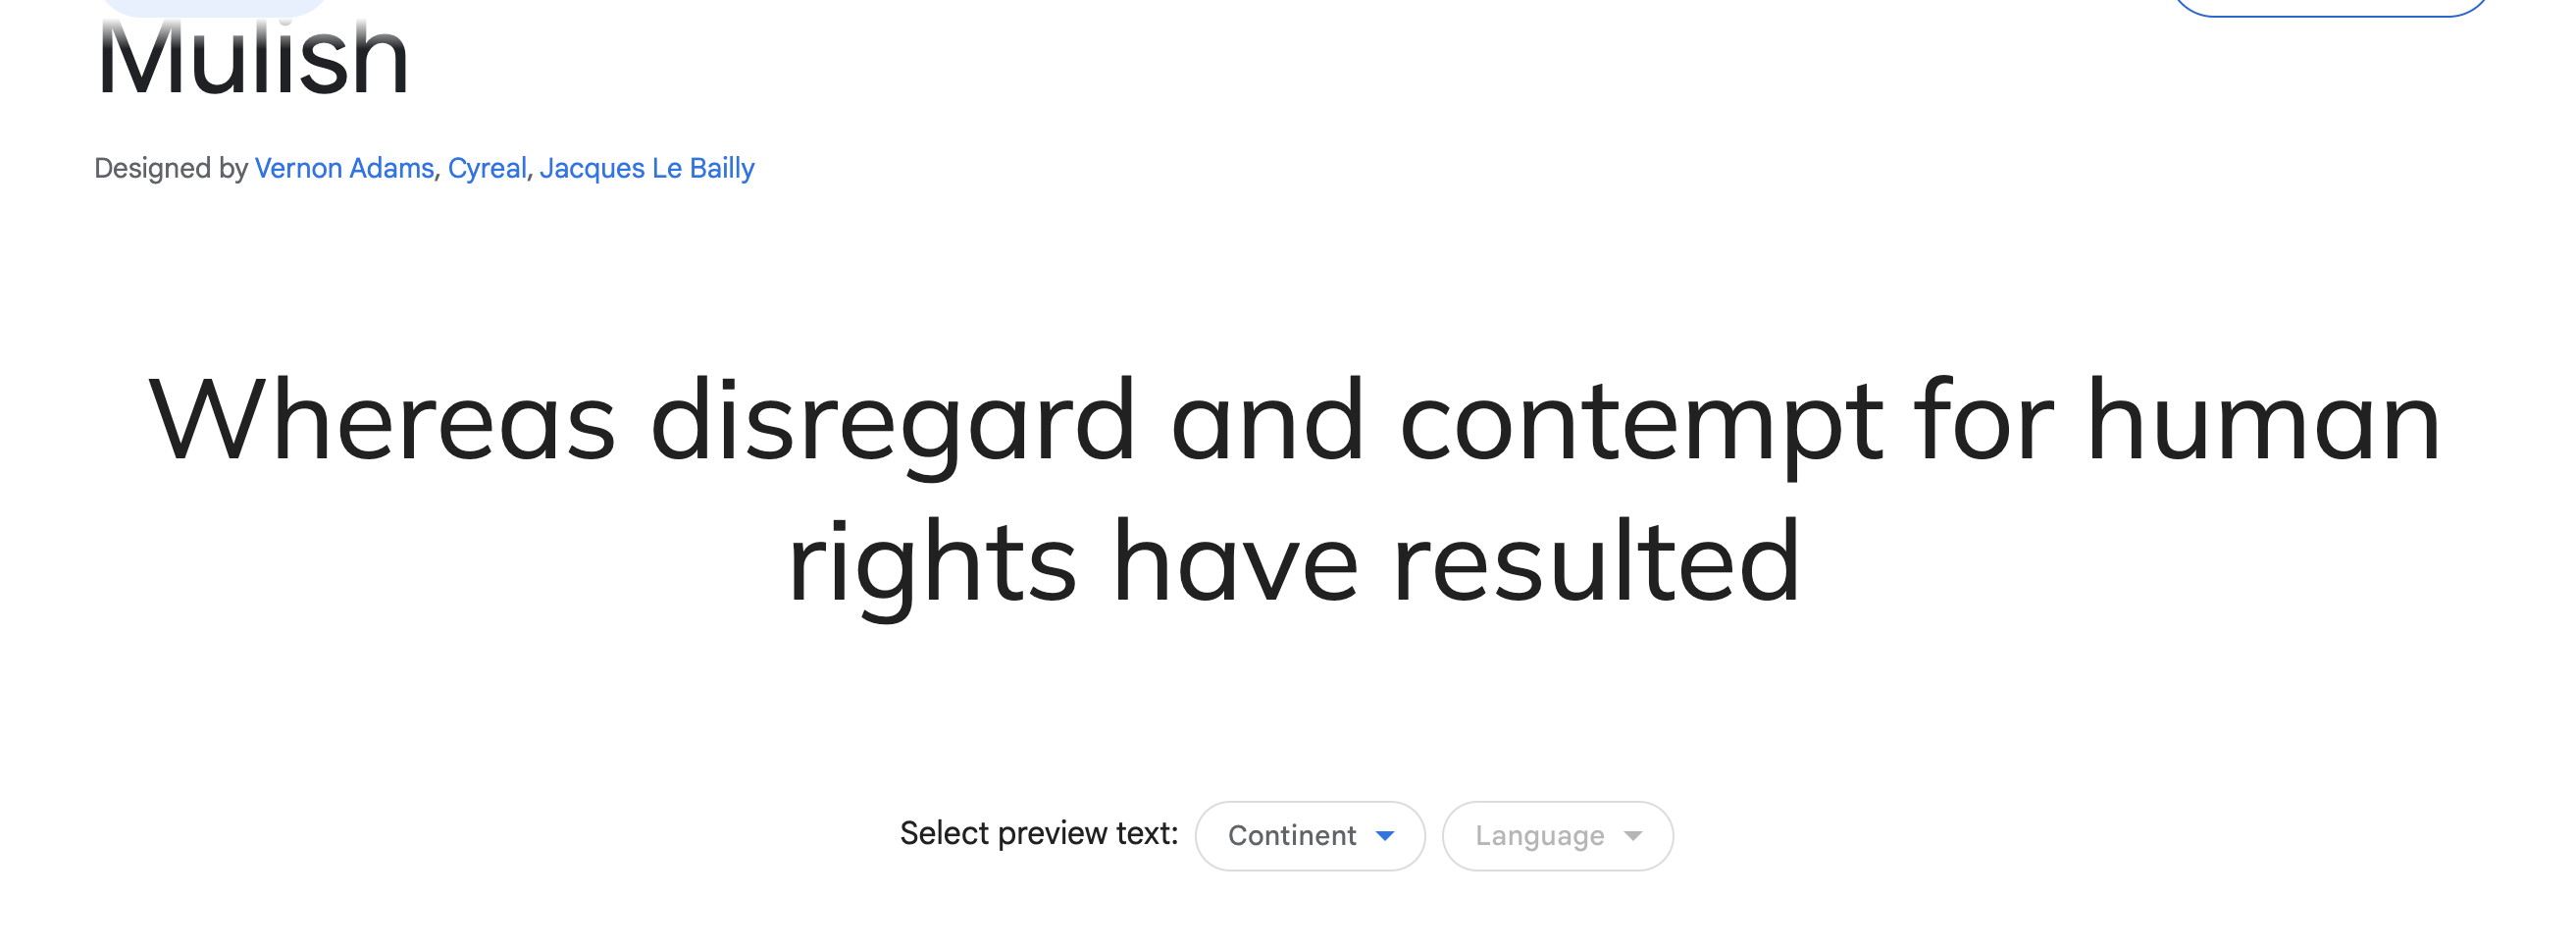 Mulish
Designed by Vernon Adams, Cyreal, Jacques Le Bailly
Whereas disregard and contempt for human
rights have resulted
Select preview text: Continent Language